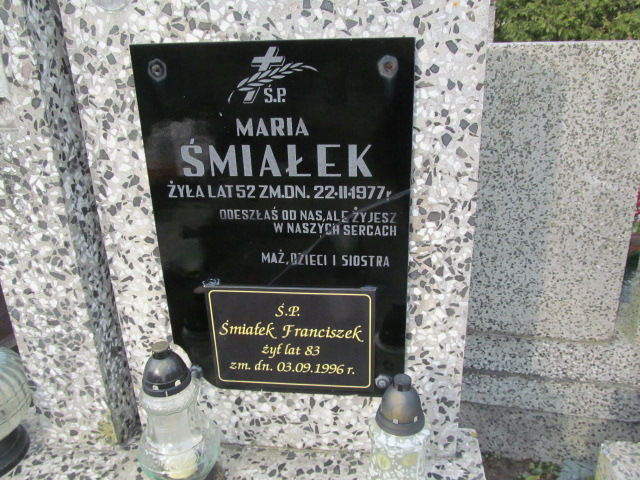 Ś.P.
MARIA
ŚMIAŁEK
ŻYŁA LAT 52 ZM.DN. 22-II-1977r.
ODESZŁAŚ OD NAS, ALE ŻYJESZ
W NASZYCH SERCACH
MĄŻ, DZIECI I SIOSTRA
Ś.P.
Śmiałek Franciszek
żył lat 83
zm. dn. 03.09.1996 r.